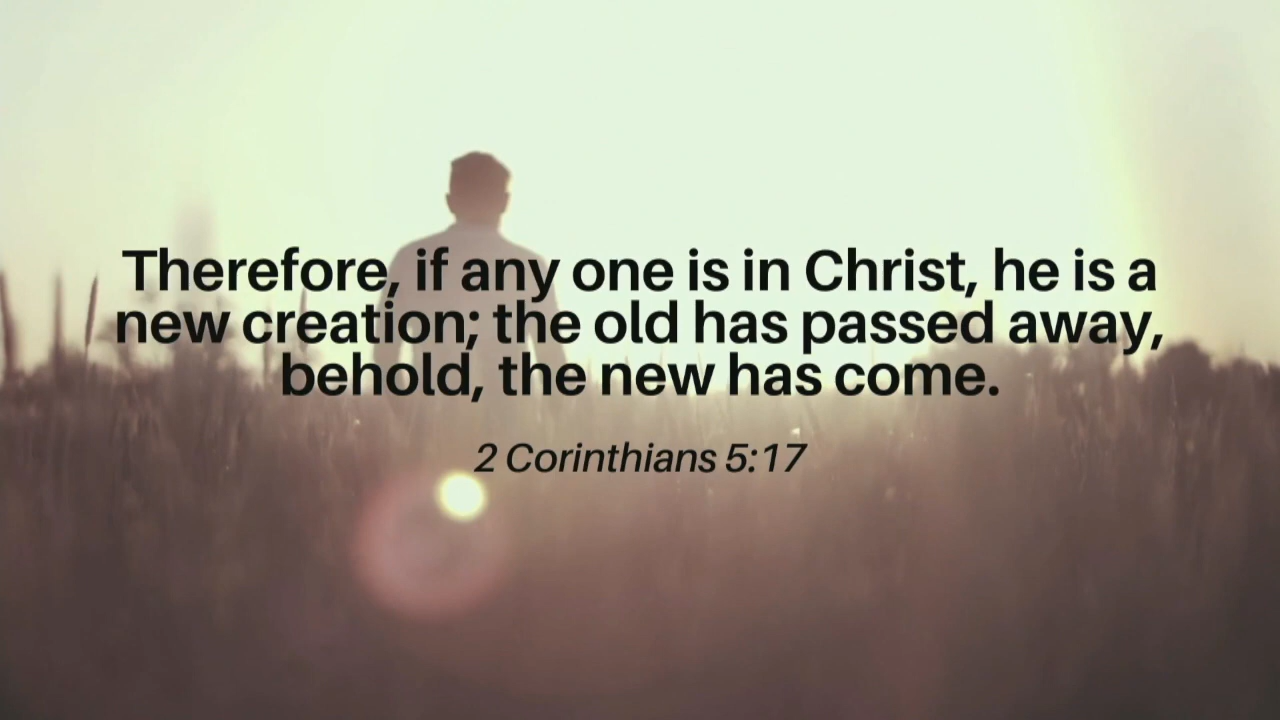 Therefore, if any one is in Christ, he is a
new creation; the old has passed away,
behold, the new has come.
2 Corinthians 5:17